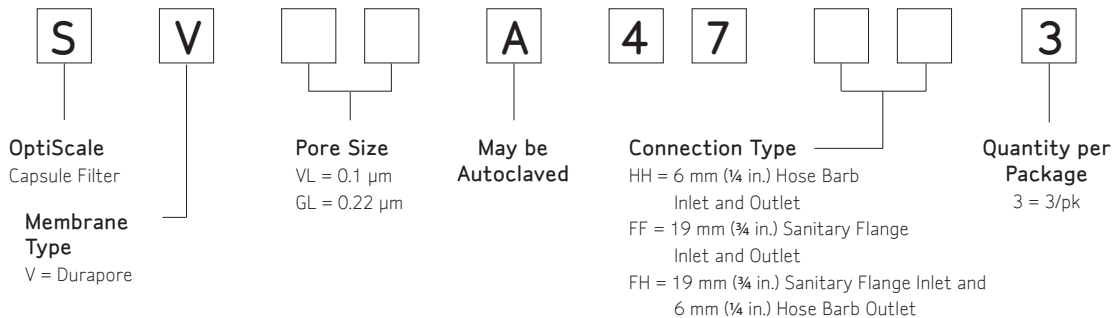 S V A 4 7 3
OptiScale
Capsule Filter
Membrane
Type
V = Durapore
Pore Size
VL = 0.1 µm
GL = 0.22 µm
May be
Autoclaved
Connection Type
HH = 6 mm (¼ in.) Hose Barb
Inlet and Outlet
FF = 19 mm (¾ in.) Sanitary Flange
Inlet and Outlet
FH = 19 mm (¾ in.) Sanitary Flange Inlet and
6 mm (¼ in.) Hose Barb Outlet
Quantity per
Package
3 = 3/pk